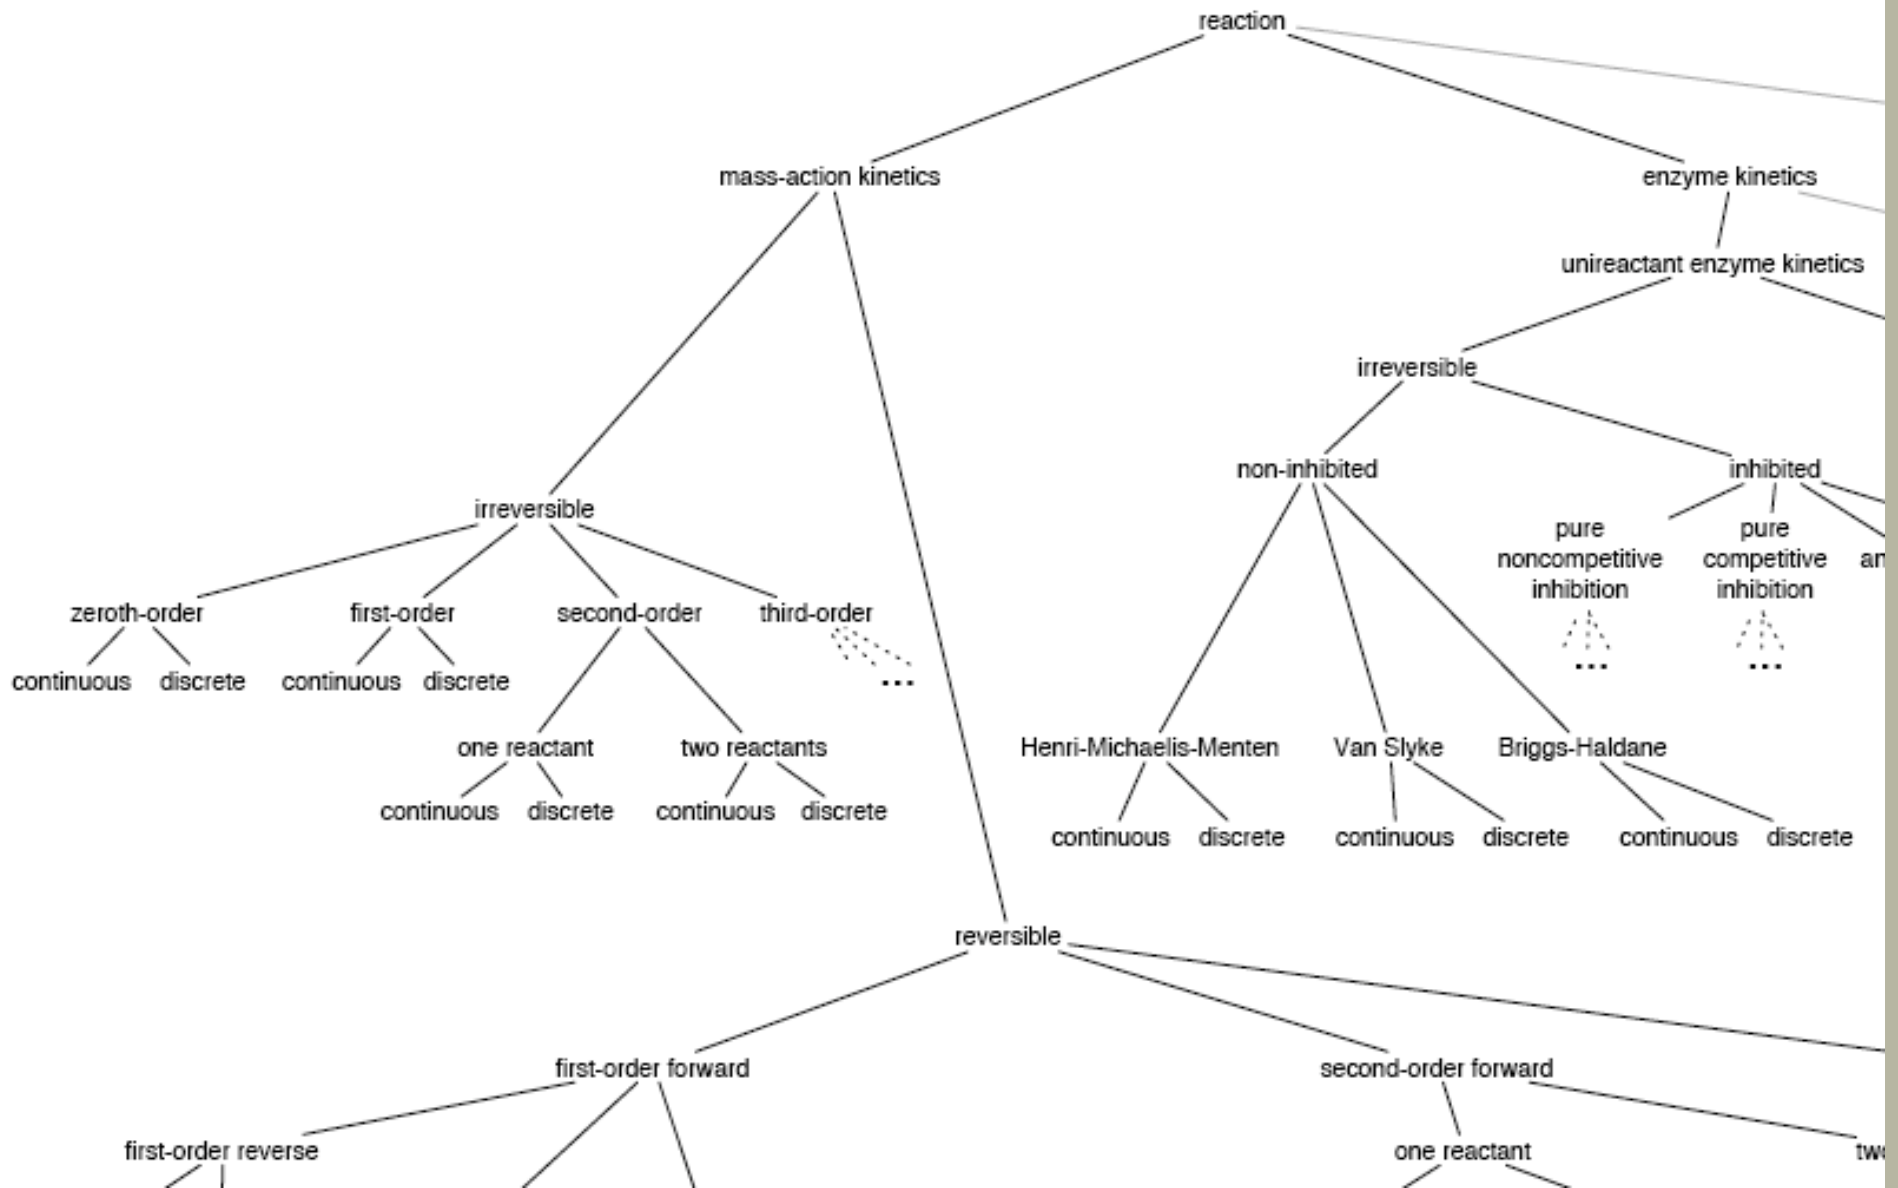 reaction
mass-action kinetics
enzyme kinetics
unireactant enzyme kinetics
irreversible
non-inhibited
inhibited
irreversible
pure
noncompetitive
inhibition
pure
competitive
inhibition
zeroth-order
first-order
second-order
third-order
...
...
continuous
discrete
continuous
discrete
...
one reactant
two reactants
Henri-Michaelis-Menten
Van Slyke
Briggs-Haldane
continuous
discrete
continuous
discrete
continuous
discrete
continuous
discrete
continuous
discrete
reversible
first-order forward
second-order forward
first-order reverse
one reactant